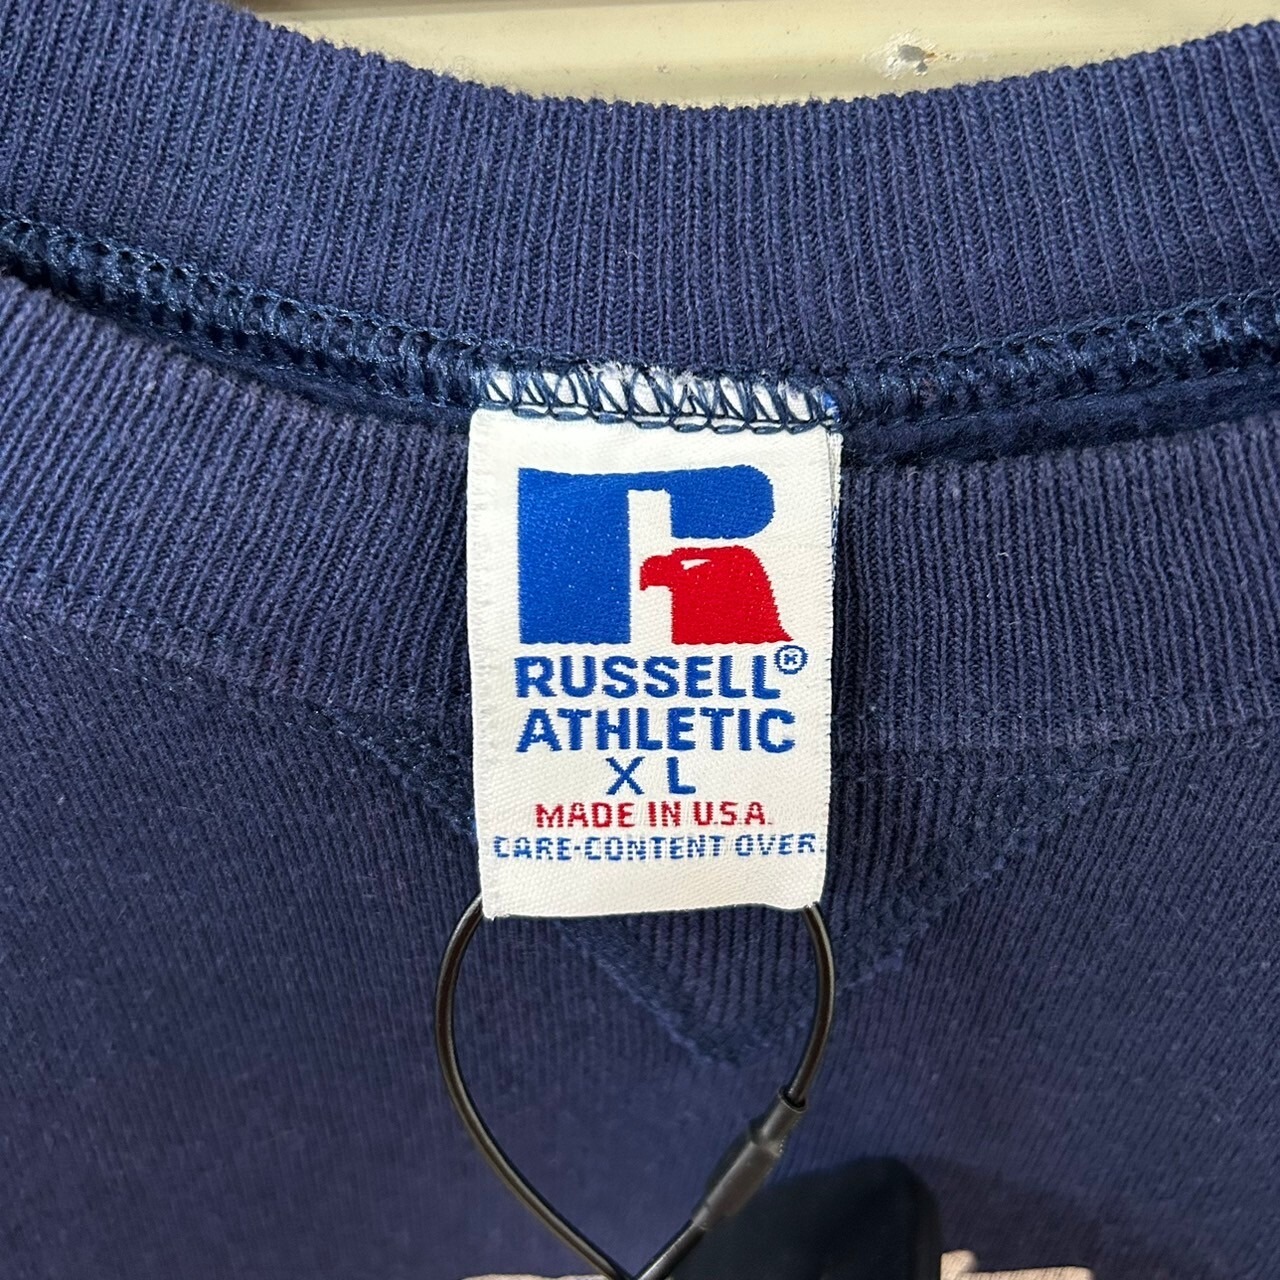 RUSSELL®
ATHLETIC
XL
MADE IN U.S.A.
CARE-CONTENT OVER.